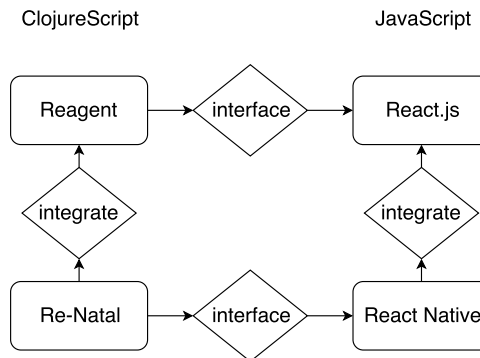 ClojureScript
JavaScript
Reagent
interface
React.js
integrate
integrate
Re-Natal
interface
React Native